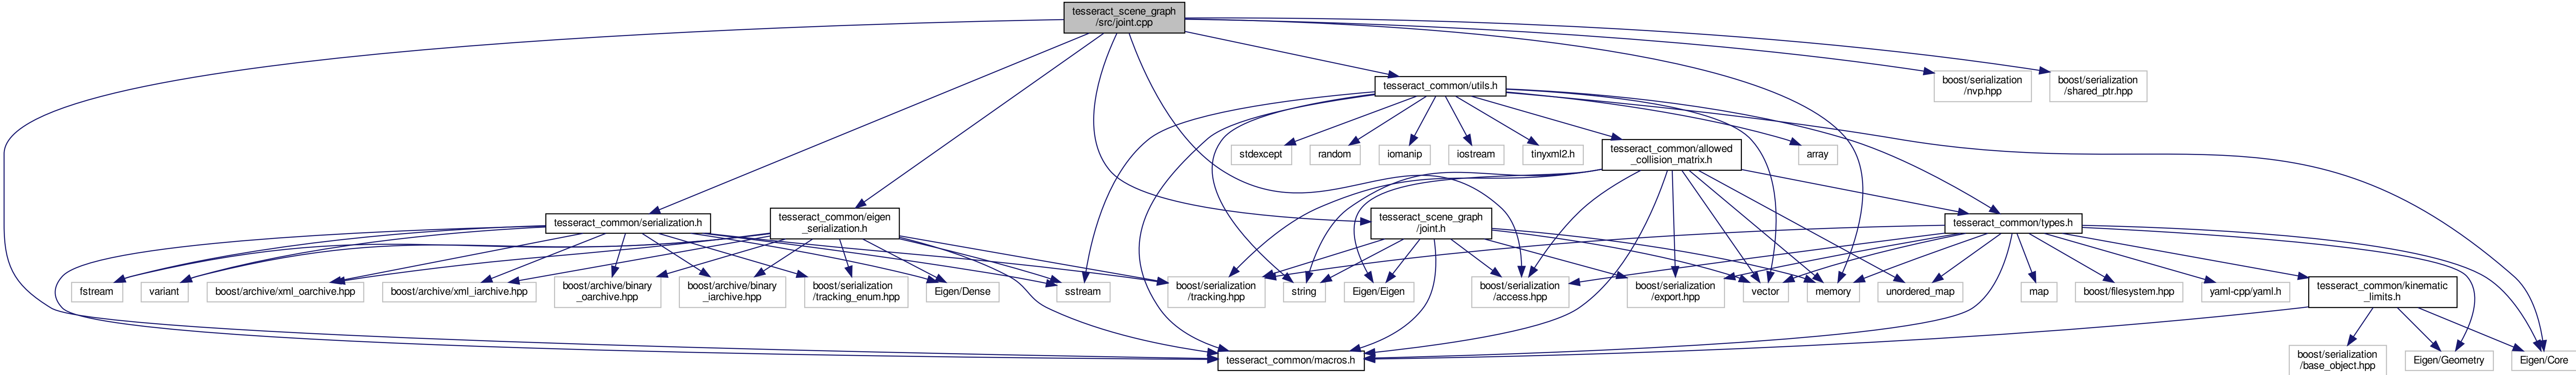 tesseract_scene_graph
/src/joint.cpp
tesseract_common/utils.h
boost/serialization
/nvp.hpp
boost/serialization
/shared_ptr.hpp
stdexcept
random
iomanip
iostream
tinyxml2.h
tesseract_common/allowed
_collision_matrix.h
array
tesseract_common/serialization.h
tesseract_common/eigen
_serialization.h
tesseract_scene_graph
/joint.h
tesseract_common/types.h
fstream
variant
boost/archive/xml_oarchive.hpp
boost/archive/xml_iarchive.hpp
boost/archive/binary
_oarchive.hpp
boost/archive/binary
_iarchive.hpp
boost/serialization
/tracking_enum.hpp
Eigen/Dense
sstream
boost/serialization
/tracking.hpp
string
Eigen/Eigen
boost/serialization
/access.hpp
boost/serialization
/export.hpp
vector
memory
unordered_map
map
boost/filesystem.hpp
yaml-cpp/yaml.h
tesseract_common/kinematic
_limits.h
tesseract_common/macros.h
boost/serialization
/base_object.hpp
Eigen/Geometry
Eigen/Core